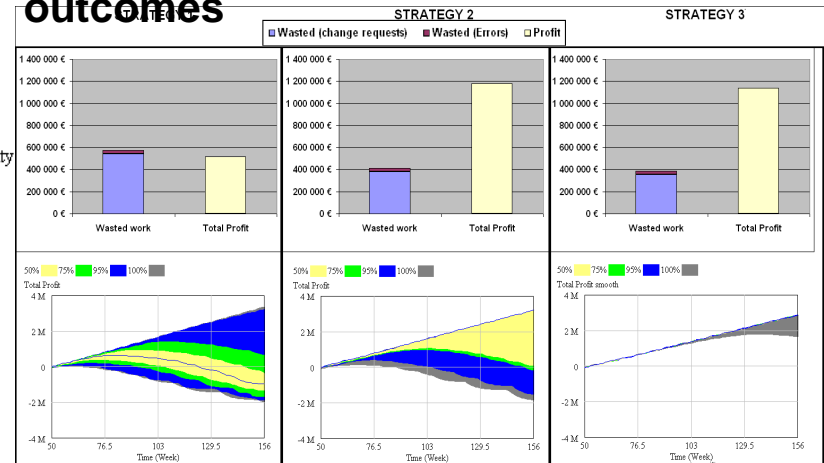 outcomes
STRATEGY 1
STRATEGY 2
STRATEGY 3
Wasted (change requests) Wasted (Errors) Profit
ty
1 400 000 €
1 200 000 €
1 000 000 €
800 000 €
600 000 €
400 000 €
200 000 €
0 €
Wasted work Total Profit
1 400 000 €
1 200 000 €
1 000 000 €
800 000 €
600 000 €
400 000 €
200 000 €
0 €
Wasted work Total Profit
1 400 000 €
1 200 000 €
1 000 000 €
800 000 €
600 000 €
400 000 €
200 000 €
0 €
Wasted work Total Profit
50% 75% 95% 100%
Total Profit
4 M
2 M
0
-2 M
-4 M
50 76.5 103 129.5 156
Time (Week)
50% 75% 95% 100%
Total Profit
4 M
2 M
0
-2 M
-4 M
50 76.5 103 129.5 156
Time (Week)
50% 75% 95% 100%
Total Profit smooth
4 M
2 M
0
-2 M
-4 M
50 76.5 103 129.5 156
Time (Week)